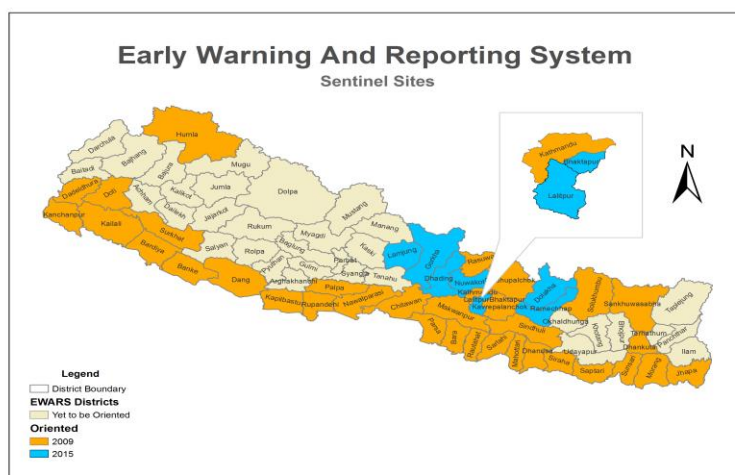 Early Warning And Reporting System
Sentinel Sites
N
Humla
Darchula
Bajhang
Baitadi
Bajura
Mugu
Dadeldhura
Doti
Achham
Kalikot
Jumla
Dolpa
Kanchanpur
Kailali
Dailekh
Jajarkot
Surkhet
Rukum
Mustang
Manang
Myagdi
Bardiya
Salyan
Rolpa
Baglung
Kaski
Lamjung
Gorkha
Rasuwa
Banke
Dang
Pyuthan
Gulmi
Parbat
Syangja
Tanahu
Dhading
Nuwakot
Arghakhanchi
Palpa
Kapilbastu
Rupandehi
Nawalparasi
Chitawan
Makwanpur
Lalitpur
Bhaktapur
Kavrepalanchok
Dolakha
Ramechhap
Solukhumbu
Sankhuwasabha
Taplejung
Okhaldhunga
Khotang
Bhojpur
Terhathum
Panchthar
Sindhuli
Parsa
Bara
Rautahat
Sarlahi
Mahottari
Dhanusa
Siraha
Udayapur
Dhankuta
Ilam
Saptari
Sunsari
Morang
Jhapa
Kathmandu
Bhaktapur
Lalitpur
Legend
District Boundary
EWARS Districts
Yet to be Oriented
Oriented
2009
2015